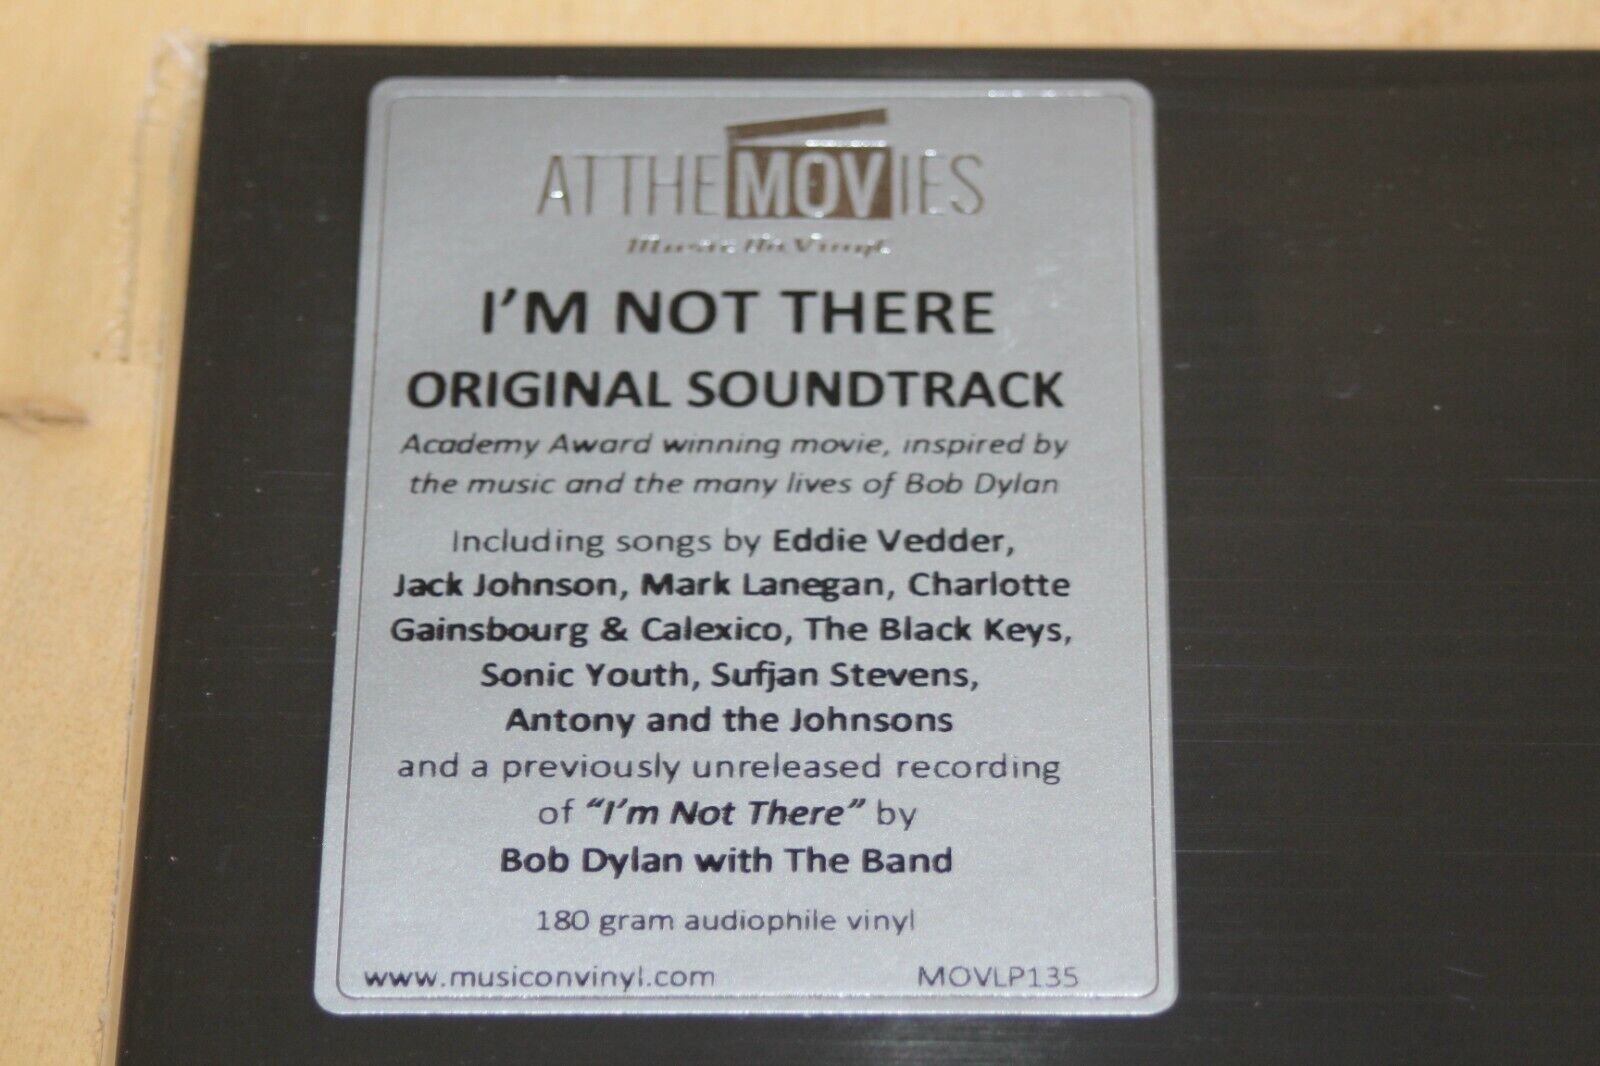 ATTHEMOVIES
Music On Vinyl
I'M NOT THERE
ORIGINAL SOUNDTRACK
Academy Award winning movie, inspired by
the music and the many lives of Bob Dylan
Including songs by Eddie Vedder,
Jack Johnson, Mark Lanegan, Charlotte
Gainsbourg & Calexico, The Black Keys,
Sonic Youth, Sufjan Stevens,
Antony and the Johnsons
and a previously unreleased recording
of "I'm Not There" by
Bob Dylan with The Band
180 gram audiophile vinyl
www.musiconvinyl.com MOVLP135